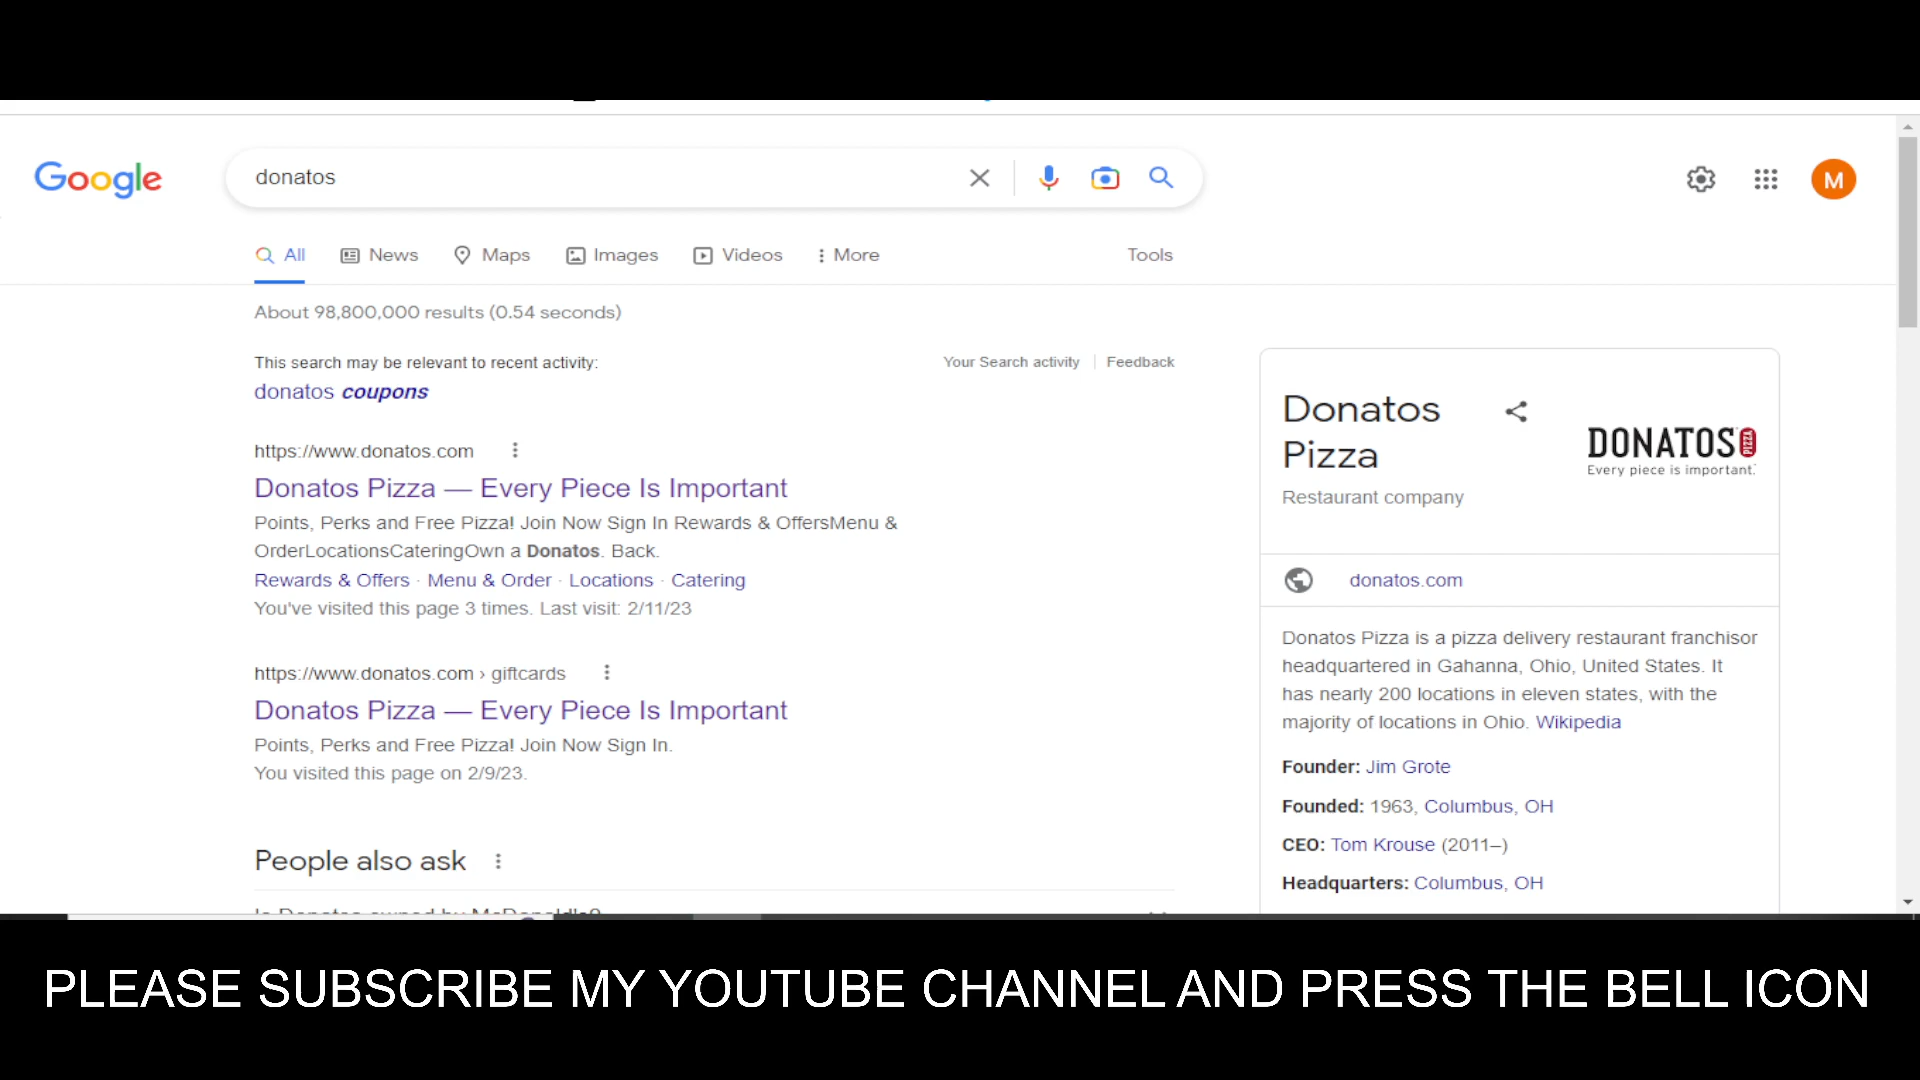 Google
donatos
All
News
Maps
Images
Videos
More
Tools
About 98,800,000 results (0.54 seconds)
This search may be relevant to recent activity:
Your Search activity
Feedback
donatos coupons
https://www.donatos.com
Donatos Pizza — Every Piece Is Important
Points, Perks and Free Pizza! Join Now Sign In Rewards & OffersMenu &
OrderLocationsCateringOwn a Donatos. Back.
Rewards & Offers · Menu & Order · Locations · Catering
You've visited this page 3 times. Last visit: 2/11/23
https://www.donatos.com › giftcards
Donatos Pizza — Every Piece Is Important
Points, Perks and Free Pizza! Join Now Sign In.
You visited this page on 2/9/23.
People also ask
Is Donatos owned by McDonald's?
M
Donatos
Pizza
Restaurant company
DONATOS PIZZA
Every piece is important.
donatos.com
Donatos Pizza is a pizza delivery restaurant franchisor
headquartered in Gahanna, Ohio, United States. It
has nearly 200 locations in eleven states, with the
majority of locations in Ohio. Wikipedia
Founder: Jim Grote
Founded: 1963, Columbus, OH
CEO: Tom Krouse (2011–)
Headquarters: Columbus, OH
PLEASE SUBSCRIBE MY YOUTUBE CHANNEL AND PRESS THE BELL ICON